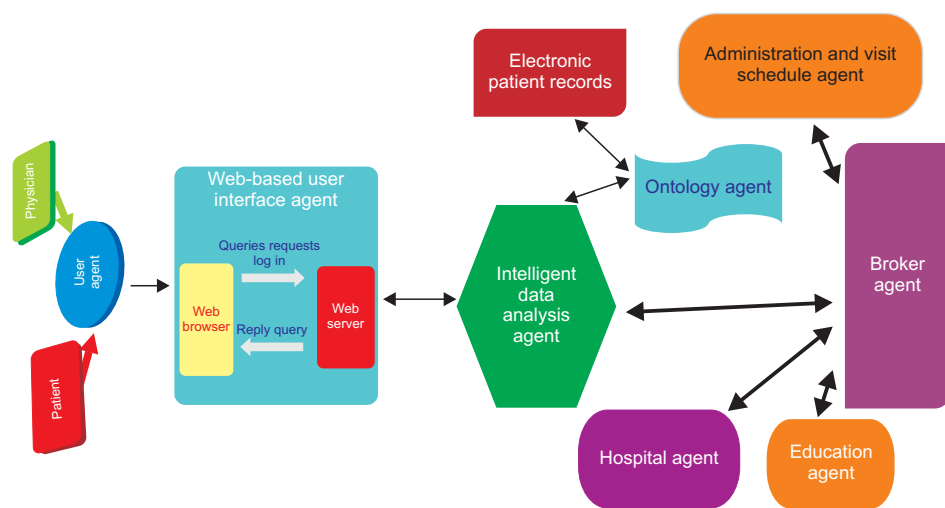 Physician
User
agent
Patient
Web-based user
interface agent
Queries requests
log in
Web
browser
Web
server
Reply query
Electronic
patient records
Ontology agent
Intelligent
data
analysis
agent
Administration and visit
schedule agent
Broker
agent
Hospital agent
Education
agent